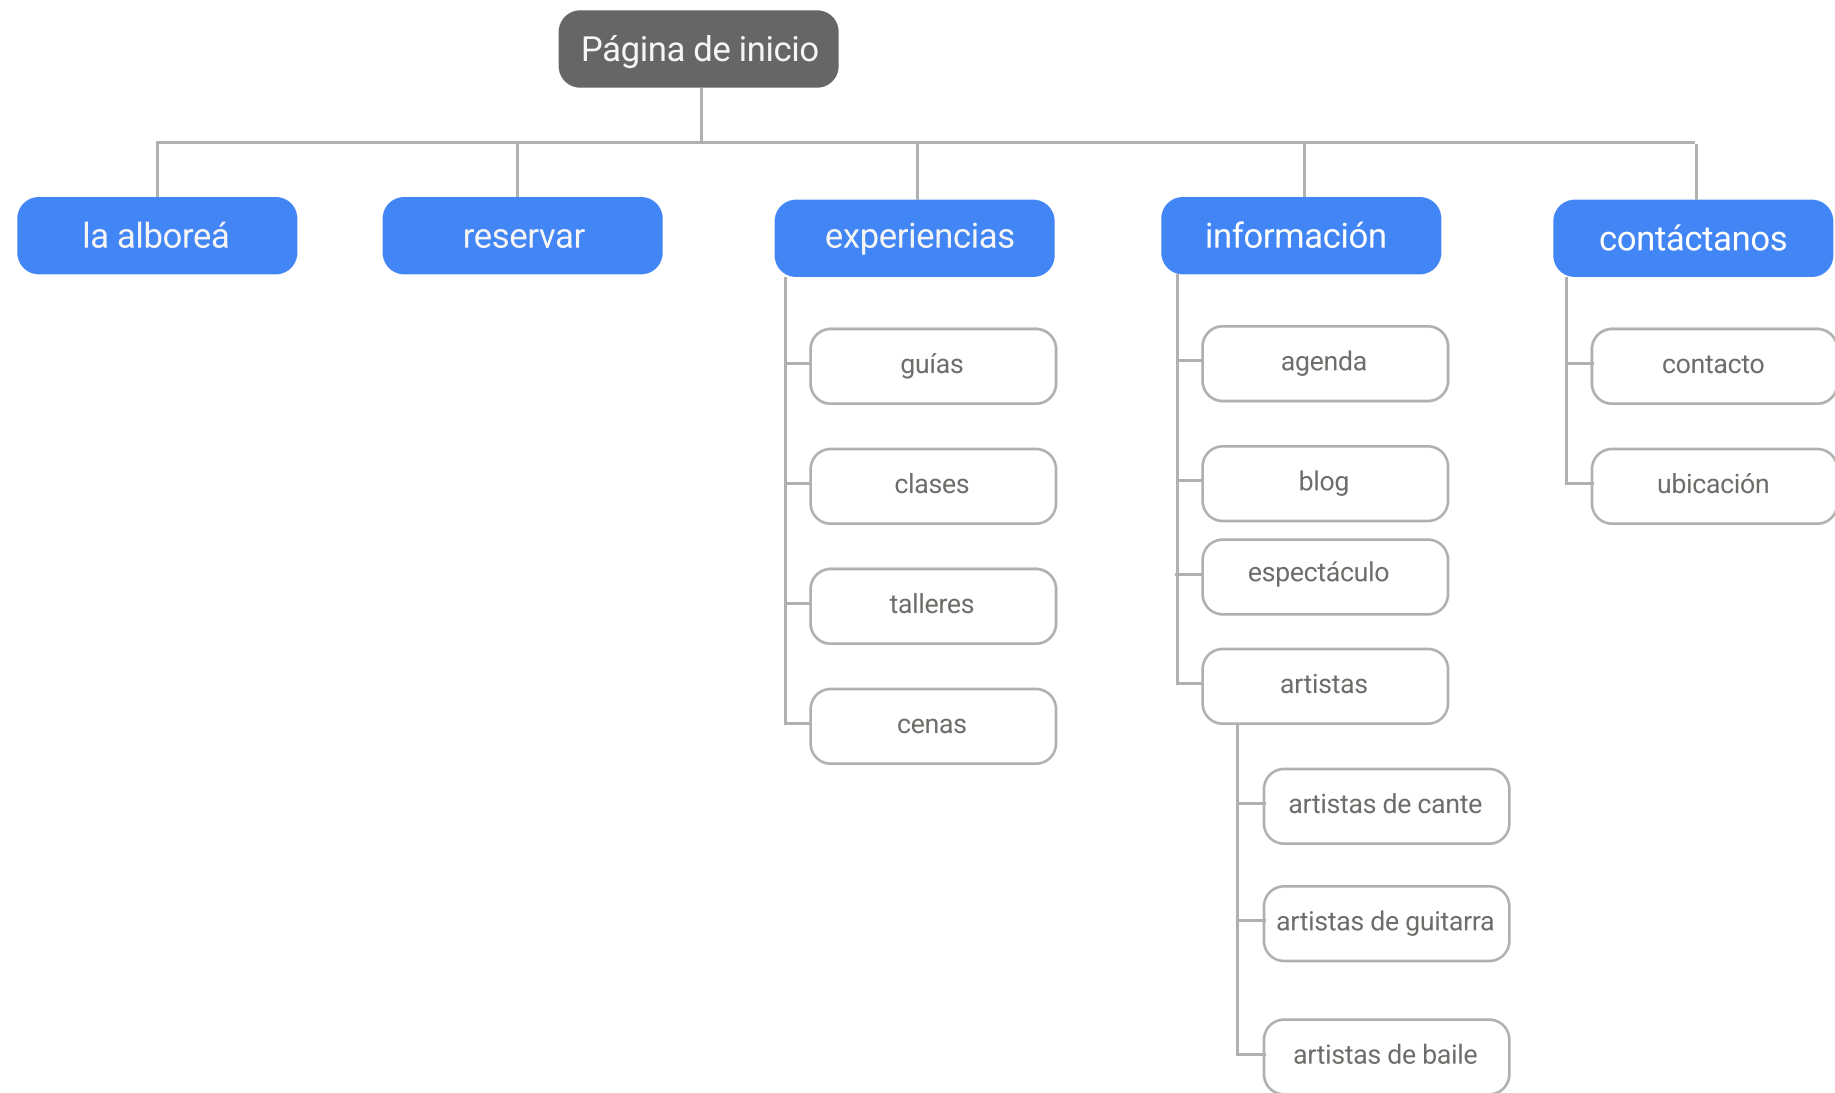 Página de inicio
la alboreá
reservar
experiencias
información
contáctanos
guías
clases
talleres
cenas
agenda
blog
espectáculo
artistas
artistas de cante
artistas de guitarra
artistas de baile
contacto
ubicación